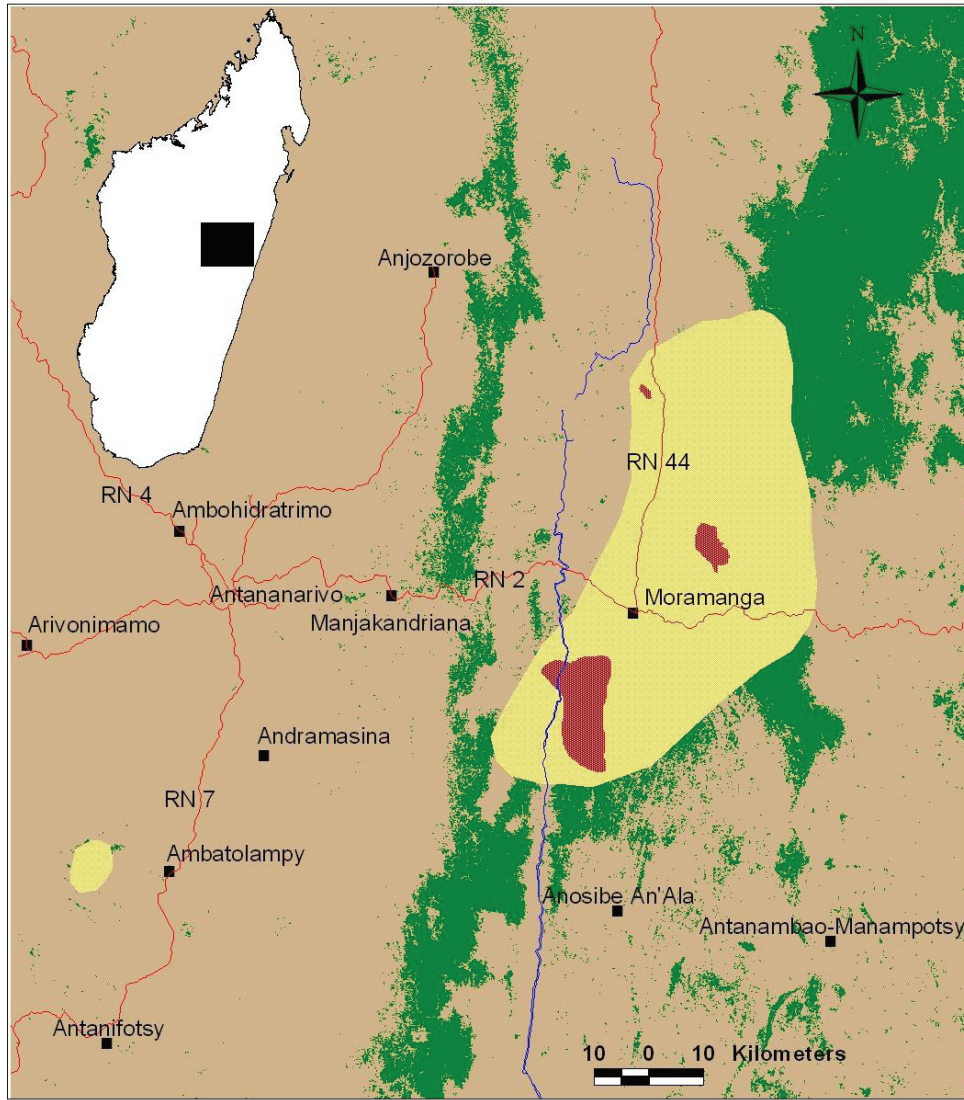 N
Anjozorobe
RN 44
RN 4
Ambohidratrimo
RN 2
Antananarivo
Manjakandriana
Moramanga
Arivonimamo
Andramasina
RN 7
Ambatolampy
Anosibe An'Ala
Antanambao-Manampotsy
Antanifotsy
10 0 10 Kilometers